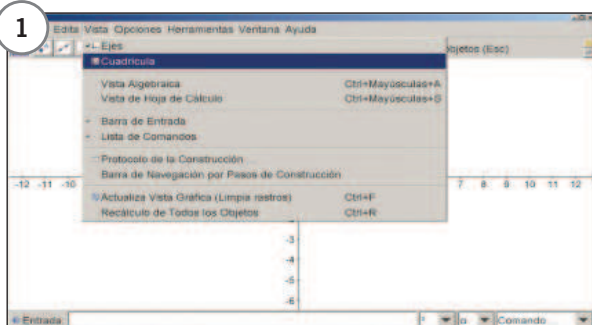 1
Edita Vista Opciones Herramientas Ventana Ayuda
Ejes
objetos (Esc)
Cuadrícula
Vista Algebraica Ctrl+Mayúsculas+A
Vista de Hoja de Cálculo Ctrl+Mayúsculas+S
Barra de Entrada
Lista de Comandos
Protocolo de la Construcción ...
Barra de Navegación por Pasos de Construcción
-12 -11 -10 7 8 9 10 11 12
Actualiza Vista Gráfica (Limpia rastros) Ctrl+F
Recálculo de Todos los Objetos Ctrl+R
-3
-4
-5
-6
Entrada: Comando ...